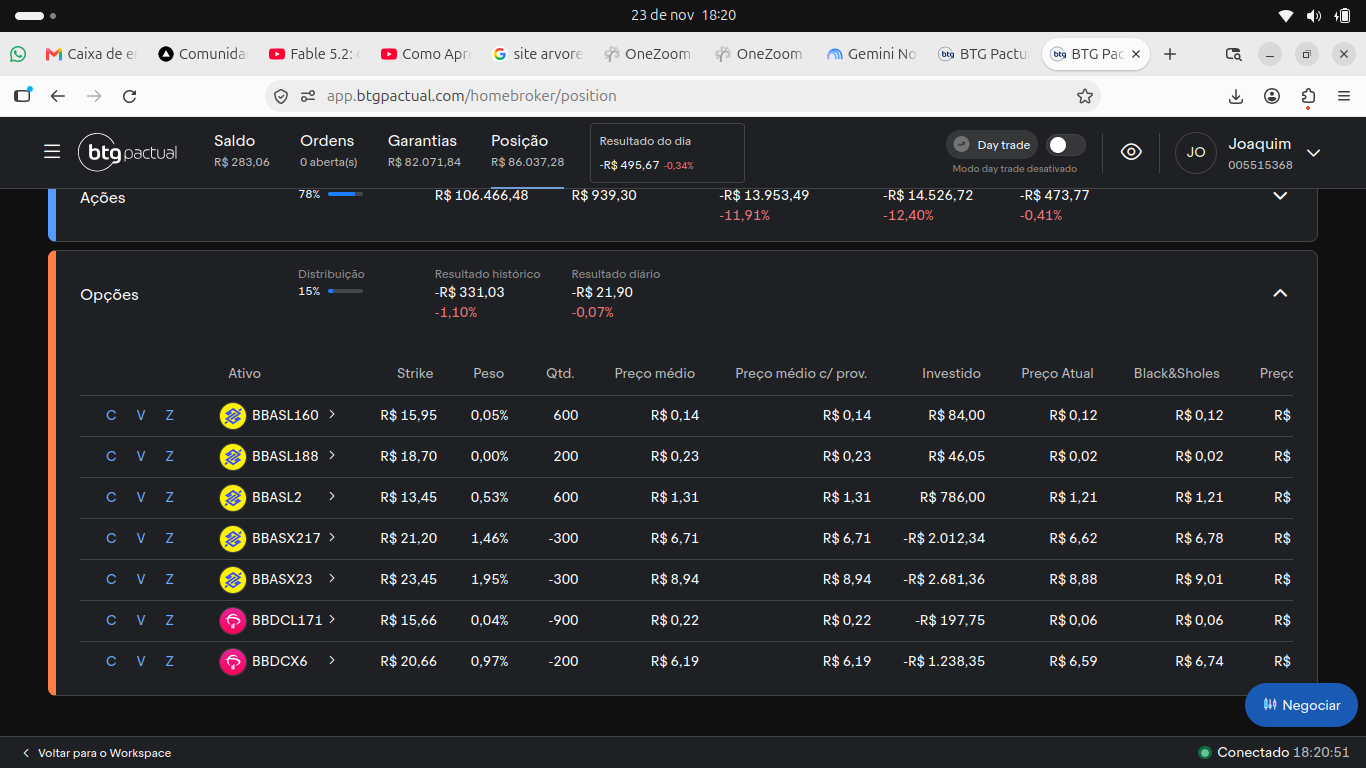 23 de nov 18:20
Caixa de e
Comunida
Fable 5.2:
Como Apr
site arvore
OneZoom
OneZoom
Gemini No
BTG Pactu
BTG Pac
app.btgpactual.com/homebroker/position
btg pactual
Saldo
R$ 283,06
Ordens
0 aberta(s)
Garantias
R$ 82.071,84
Posição
R$ 86.037,28
Resultado do dia
-R$ 495,67 -0,34%
Day trade
Modo day trade desativado
JO
Joaquim
005515368
Ações
78%
R$ 106.466,48
R$ 939,30
-R$ 13.953,49
-11,91%
-R$ 14.526,72
-12,40%
-R$ 473,77
-0,41%
Opções
Distribuição
15%
Resultado histórico
-R$ 331,03
-1,10%
Resultado diário
-R$ 21,90
-0,07%
Ativo Strike Peso Qtd. Preço médio Preço médio c/ prov. Investido Preço Atual Black&Sholes Preço
C V Z BBASL160 R$ 15,95 0,05% 600 R$ 0,14 R$ 0,14 R$ 84,00 R$ 0,12 R$ 0,12 R$
C V Z BBASL188 R$ 18,70 0,00% 200 R$ 0,23 R$ 0,23 R$ 46,05 R$ 0,02 R$ 0,02 R$
C V Z BBASL2 R$ 13,45 0,53% 600 R$ 1,31 R$ 1,31 R$ 786,00 R$ 1,21 R$ 1,21 R$
C V Z BBASX217 R$ 21,20 1,46% -300 R$ 6,71 R$ 6,71 -R$ 2.012,34 R$ 6,62 R$ 6,78 R$
C V Z BBASX23 R$ 23,45 1,95% -300 R$ 8,94 R$ 8,94 -R$ 2.681,36 R$ 8,88 R$ 9,01 R$
C V Z BBDCL171 R$ 15,66 0,04% -900 R$ 0,22 R$ 0,22 -R$ 197,75 R$ 0,06 R$ 0,06 R$
C V Z BBDCX6 R$ 20,66 0,97% -200 R$ 6,19 R$ 6,19 -R$ 1.238,35 R$ 6,59 R$ 6,74 R$
Negociar
Voltar para o Workspace
Conectado 18:20:51